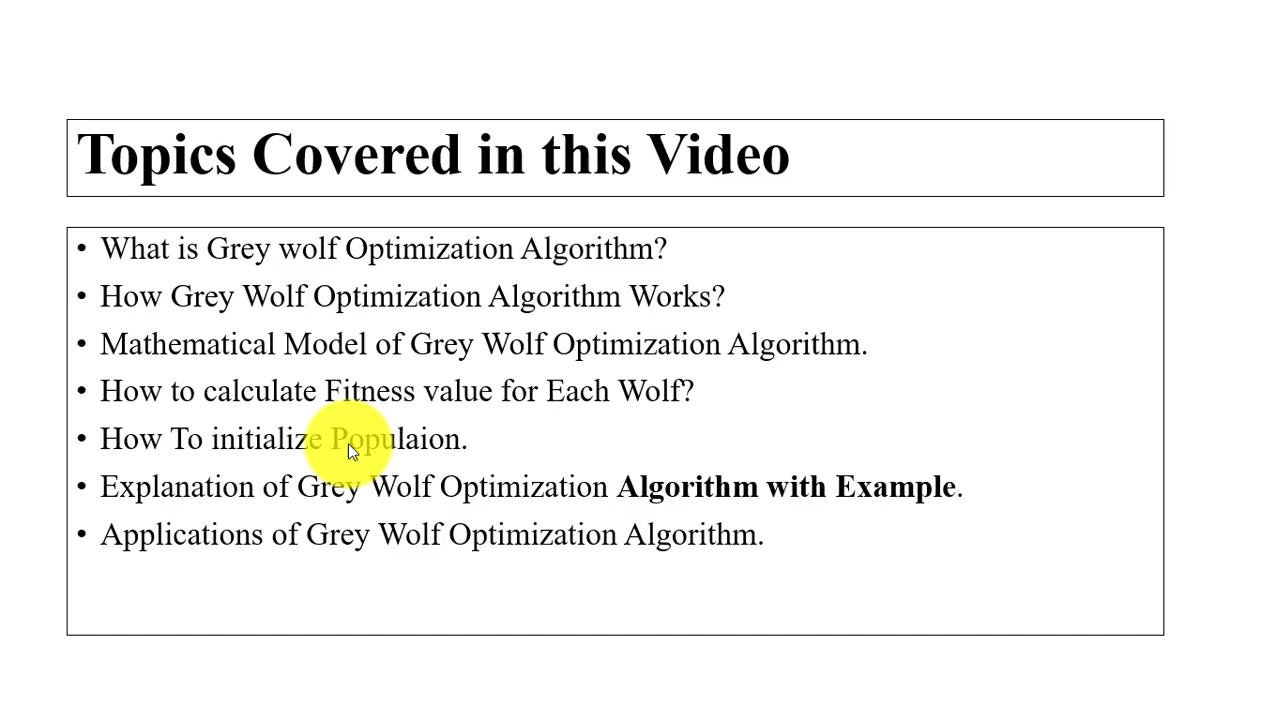 Topics Covered in this Video
• What is Grey wolf Optimization Algorithm?
• How Grey Wolf Optimization Algorithm Works?
• Mathematical Model of Grey Wolf Optimization Algorithm.
• How to calculate Fitness value for Each Wolf?
• How To initialize Populaion.
• Explanation of Grey Wolf Optimization Algorithm with Example.
• Applications of Grey Wolf Optimization Algorithm.